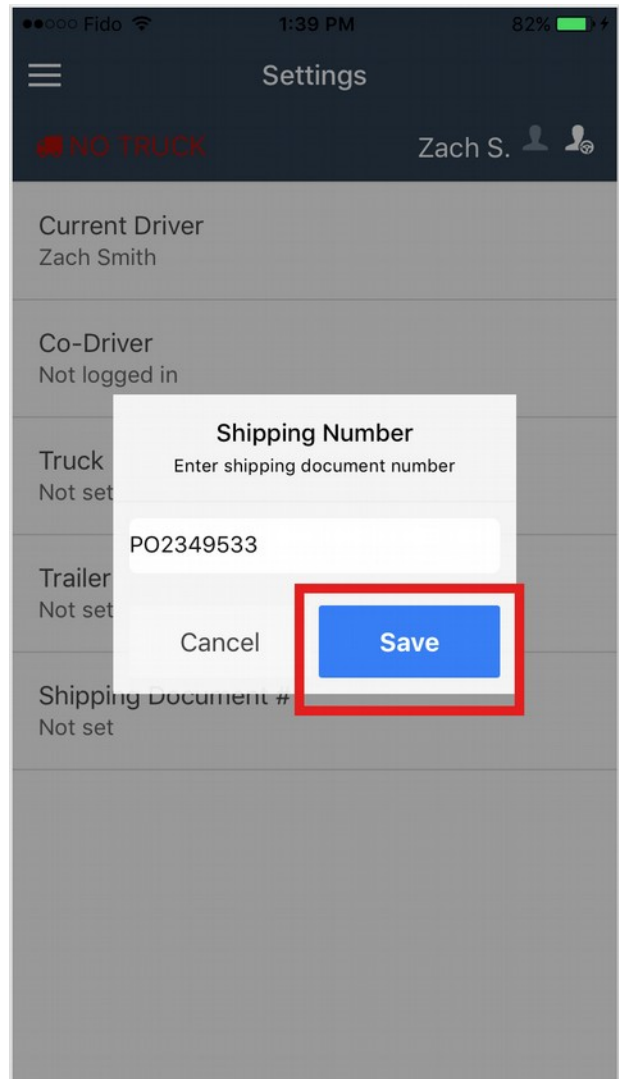 Fido 1:39 PM 82%
Settings
NO TRUCK Zach S.
Current Driver
Zach Smith
Co-Driver
Not logged in
Shipping Number
Enter shipping document number
Truck
Not set
PO2349533
Trailer
Not set
Cancel Save
Shipping Document #
Not set